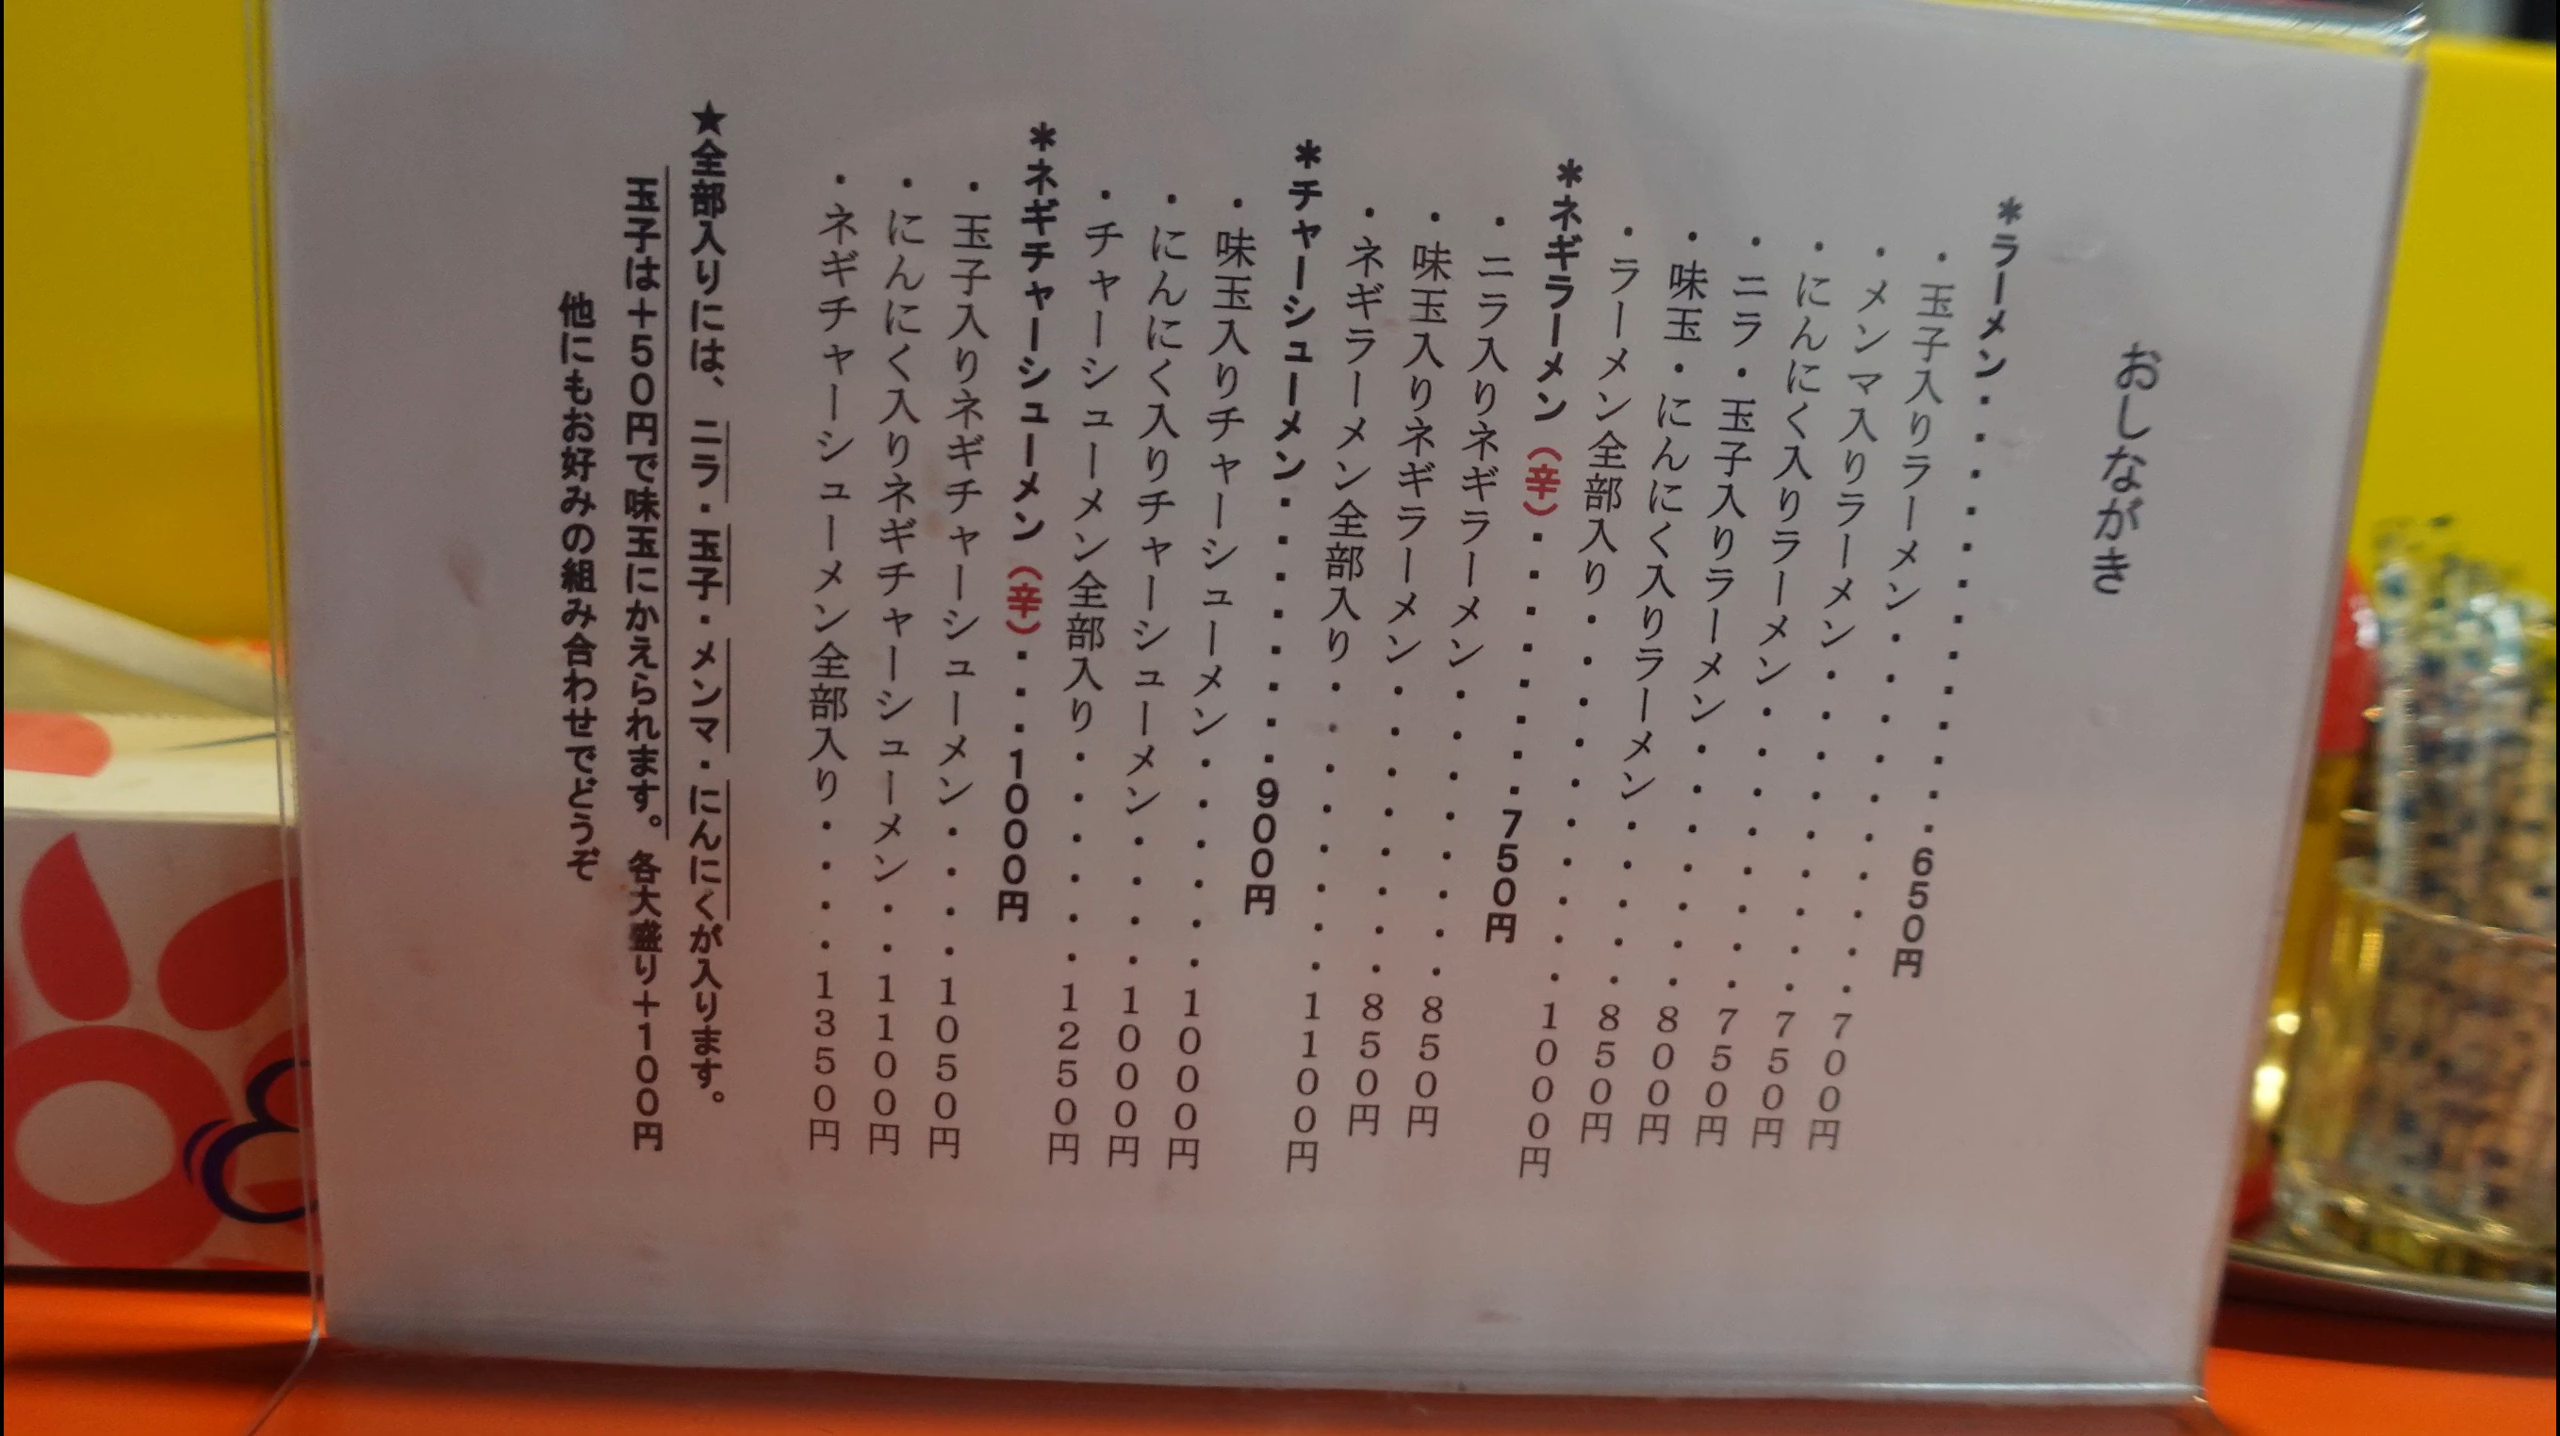 おしながき
＊ラーメン・・・・・・・・・・・・650円
・玉子入りラーメン・・・・・・・・・700円
・メンマ入りラーメン・・・・・・・・750円
・にんにく入りラーメン・・・・・・・750円
・ニラ・玉子入りラーメン・・・・・・・800円
・味玉・にんにく入りラーメン・・・・・850円
・ラーメン全部入り・・・・・・・・・・1000円
＊ネギラーメン（辛）・・・・・・・750円
・ニラ入りネギラーメン・・・・・・・・850円
・味玉入りネギラーメン・・・・・・・・850円
・ネギラーメン全部入り・・・・・・・・1100円
＊チャーシューメン・・・・・・・900円
・味玉入りチャーシューメン・・・・・・1000円
・にんにく入りチャーシューメン・・・・1000円
・チャーシューメン全部入り・・・・・・1250円
＊ネギチャーシューメン（辛）・・・1000円
・玉子入りネギチャーシューメン・・・・1050円
・にんにく入りネギチャーシューメン・・1100円
・ネギチャーシューメン全部入り・・・・1350円
★全部入りには、ニラ・玉子・メンマ・にんにくが入ります。
玉子は＋50円で味玉にかえられます。各大盛り＋100円
他にもお好みの組み合わせでどうぞ